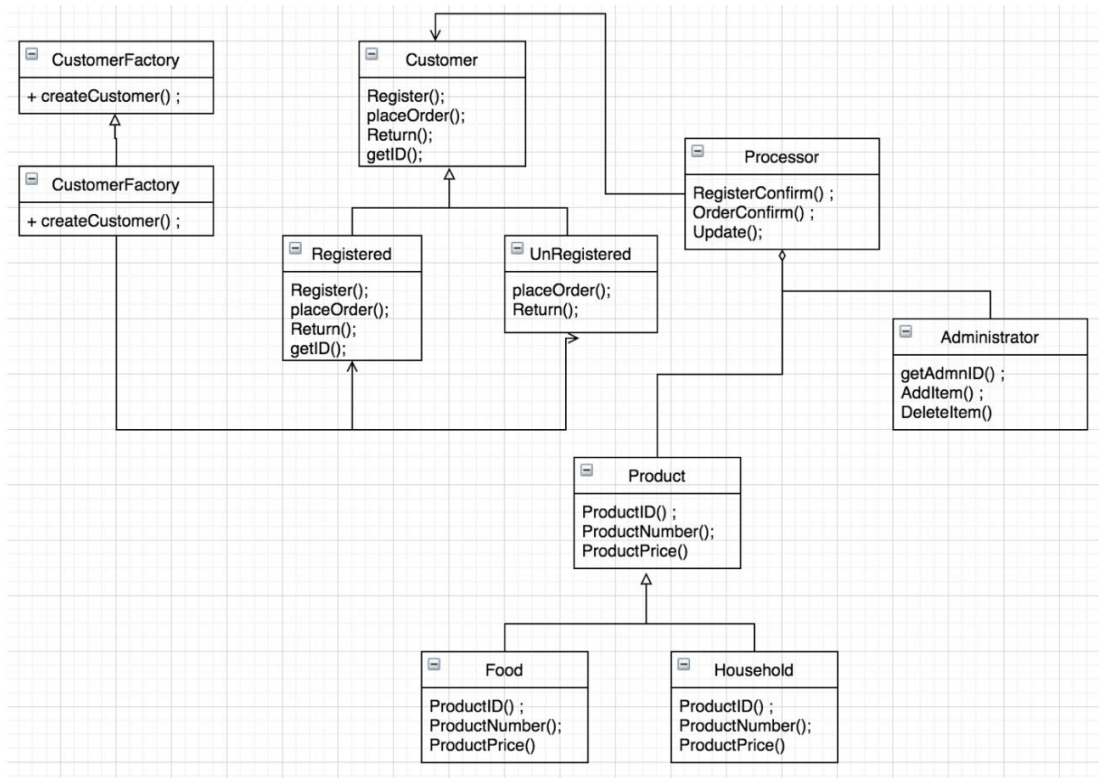 CustomerFactory
+ createCustomer() ;
CustomerFactory
+ createCustomer() ;
Customer
Register();
placeOrder();
Return();
getID();
Registered
Register();
placeOrder();
Return();
getID();
UnRegistered
placeOrder();
Return();
Processor
RegisterConfirm() ;
OrderConfirm() ;
Update();
Administrator
getAdmnID() ;
AddItem() ;
DeleteItem()
Product
ProductID() ;
ProductNumber();
ProductPrice()
Food
ProductID() ;
ProductNumber();
ProductPrice()
Household
ProductID() ;
ProductNumber();
ProductPrice()